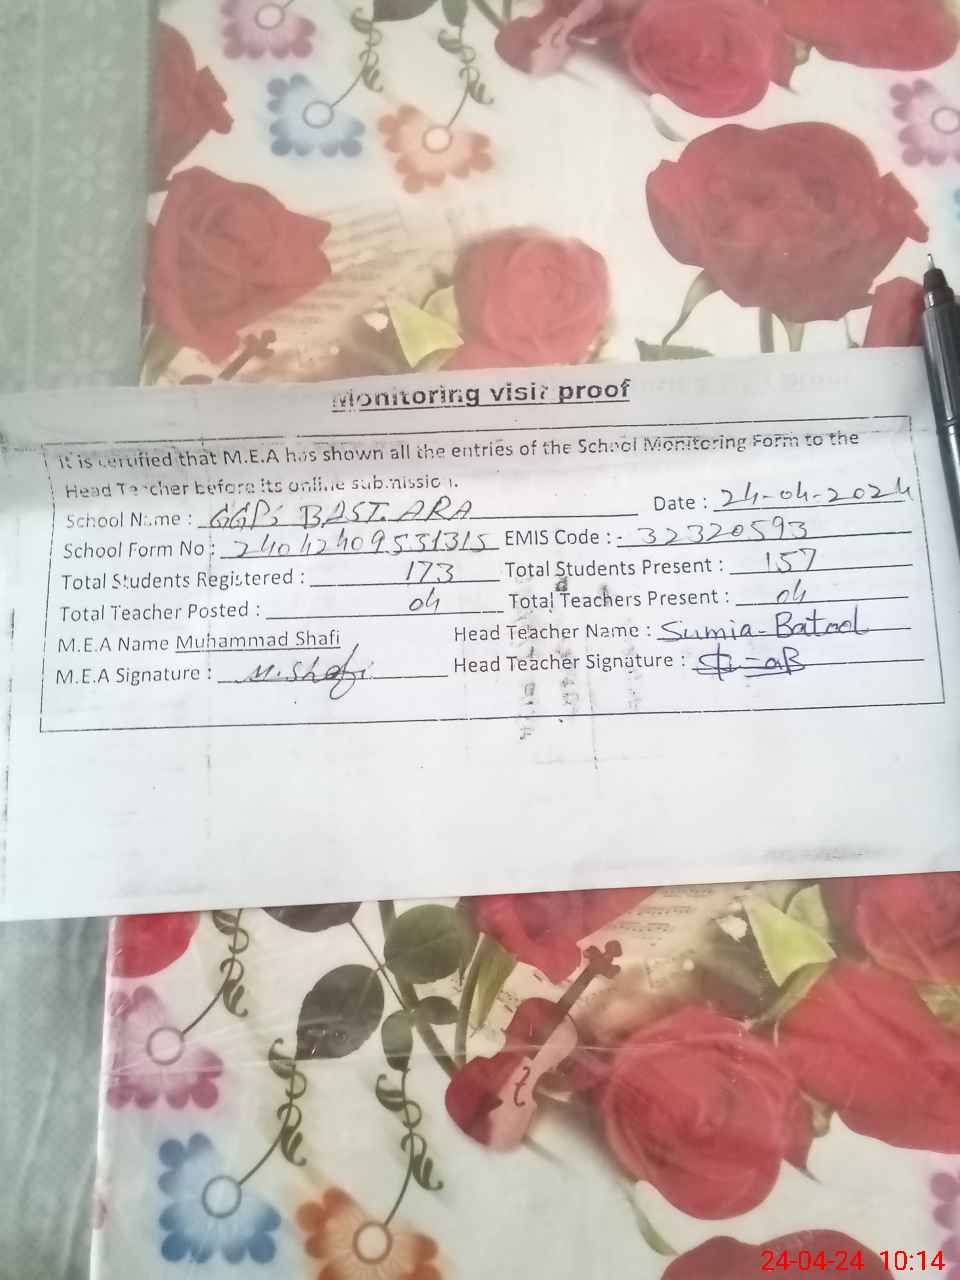 Monitoring visit proof
It is certified that M.E.A has shown all the entries of the School Monitoring Form to the
Head Teacher before its online submission.
School Name : GGPS BAST. ARA Date : 24-04-2024
School Form No : 24042409531315 EMIS Code : - 32320593
Total Students Registered : 173 Total Students Present : 157
Total Teacher Posted : 04 Total Teachers Present : 04
M.E.A Name Muhammad Shafi Head Teacher Name : Sumia-Batool
M.E.A Signature : M.Shafi Head Teacher Signature :
24-04-24 10:14